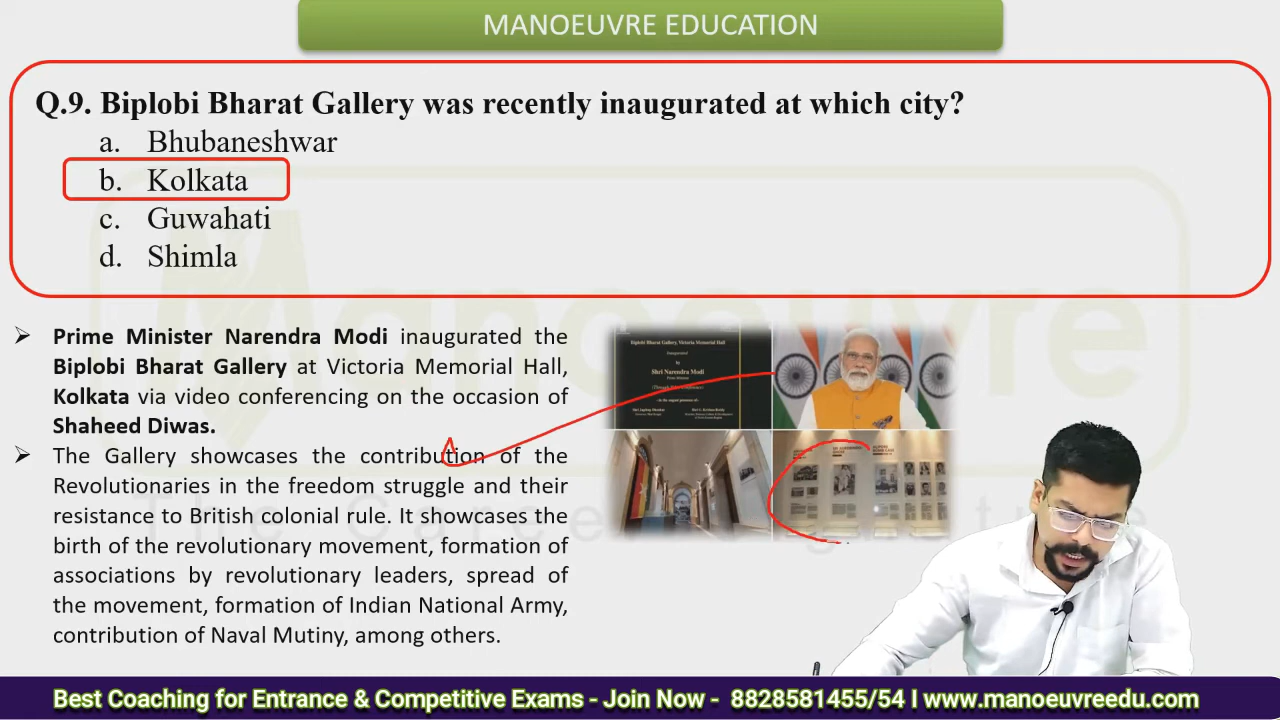 MANOEUVRE EDUCATION
Q.9. Biplobi Bharat Gallery was recently inaugurated at which city?
a. Bhubaneshwar
b. Kolkata
c. Guwahati
d. Shimla
➢ Prime Minister Narendra Modi inaugurated the
Biplobi Bharat Gallery at Victoria Memorial Hall,
Kolkata via video conferencing on the occasion of
Shaheed Diwas.
➢ The Gallery showcases the contribution of the
Revolutionaries in the freedom struggle and their
resistance to British colonial rule. It showcases the
birth of the revolutionary movement, formation of
associations by revolutionary leaders, spread of
the movement, formation of Indian National Army,
contribution of Naval Mutiny, among others.
Biplobi Bharat Gallery, Victoria Memorial Hall
Inaugurated
by
Shri Narendra Modi
Manoeuvre
Best Coaching for Entrance & Competitive Exams - Join Now - 8828581455/54 I www.manoeuvreedu.com